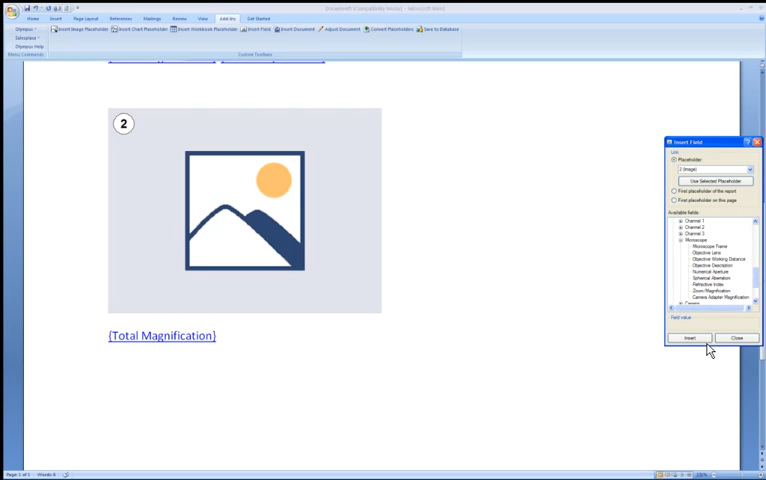 Home Insert Page Layout References Mailings Review View Add-Ins Get Started
Olympus Insert Image Placeholder Insert Chart Placeholder Insert Workbook Placeholder Insert Field Insert Document Adjust Document Convert Placeholders Save to Database
Olympus Help
Menu Commands Custom Toolbars
2
{Total Magnification}
Insert Field
Link
Placeholder
2 (Image)
Use Selected Placeholder
First placeholder of the report
First placeholder on this page
Available fields:
Channel 1
Channel 2
Channel 3
Microscope
Microscope Frame
Objective Lens
Objective Working Distance
Objective Description
Numerical Aperture
Spherical Aberration
Refractive Index
Zoom/Magnification
Camera Adapter Magnification
Camera
Field value
Insert Close